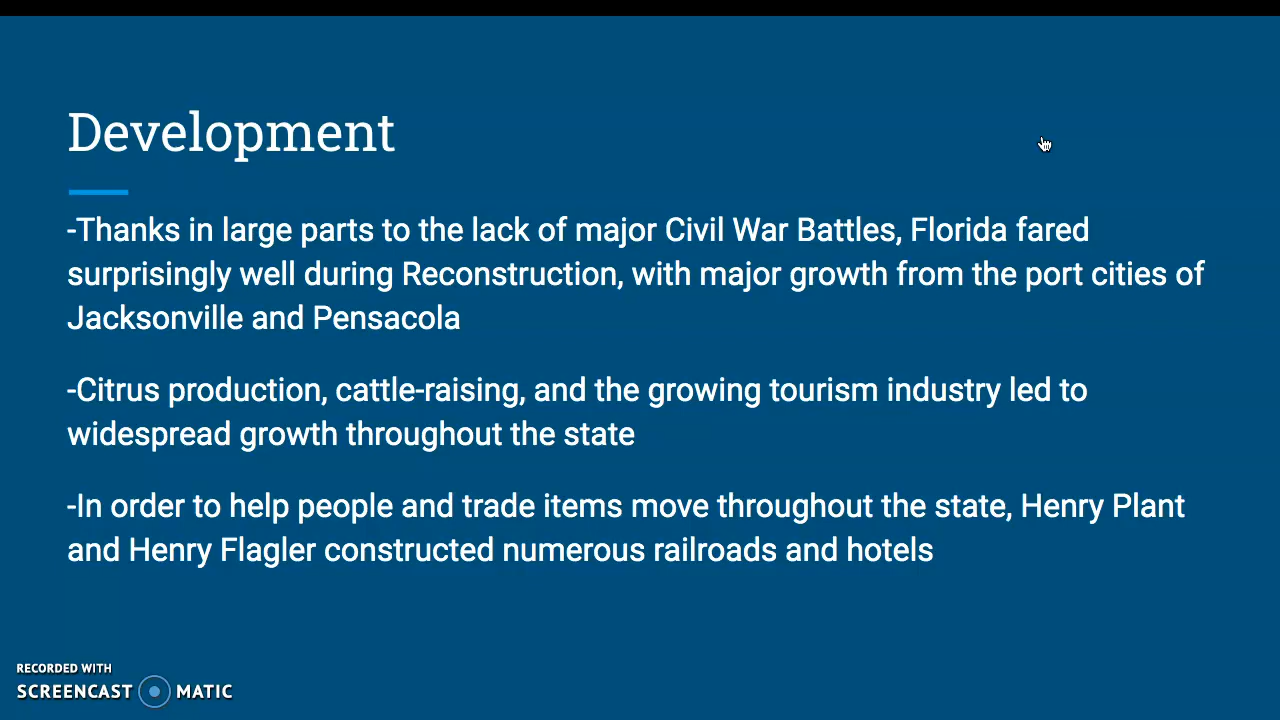 Development
-Thanks in large parts to the lack of major Civil War Battles, Florida fared
surprisingly well during Reconstruction, with major growth from the port cities of
Jacksonville and Pensacola
-Citrus production, cattle-raising, and the growing tourism industry led to
widespread growth throughout the state
-In order to help people and trade items move throughout the state, Henry Plant
and Henry Flagler constructed numerous railroads and hotels
RECORDED WITH
SCREENCAST MATIC